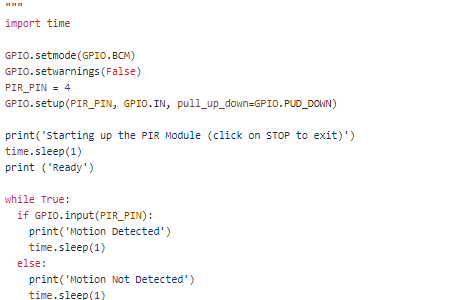 """
import time

GPIO.setmode(GPIO.BCM)
GPIO.setwarnings(False)
PIR_PIN = 4
GPIO.setup(PIR_PIN, GPIO.IN, pull_up_down=GPIO.PUD_DOWN)

print('Starting up the PIR Module (click on STOP to exit)')
time.sleep(1)
print ('Ready')

while True:
  if GPIO.input(PIR_PIN):
    print('Motion Detected')
    time.sleep(1)
  else:
    print('Motion Not Detected')
    time.sleep(1)